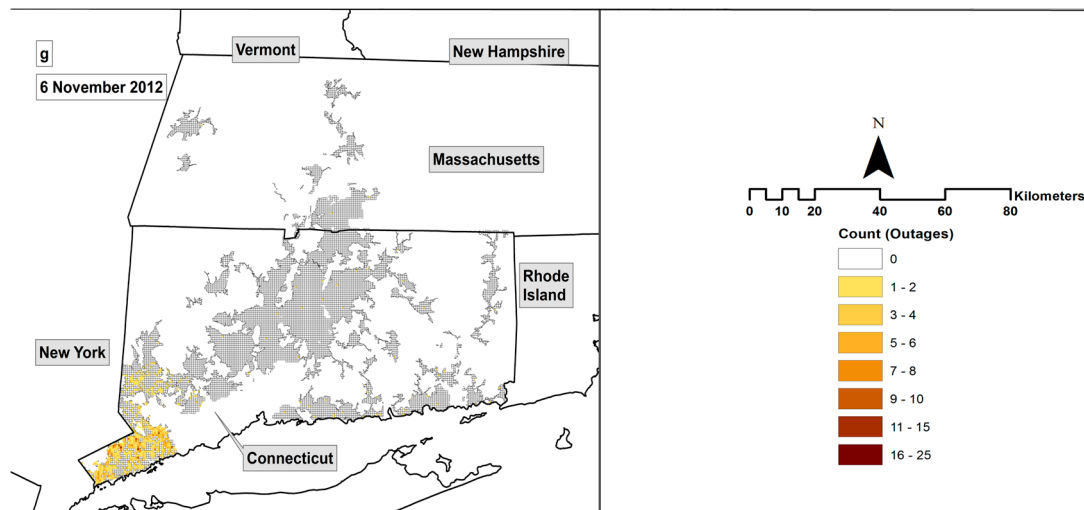 g
6 November 2012
Vermont
New Hampshire
Massachusetts
Rhode
Island
New York
Connecticut
N
Kilometers
0 10 20 40 60 80
Count (Outages)
0
1 - 2
3 - 4
5 - 6
7 - 8
9 - 10
11 - 15
16 - 25